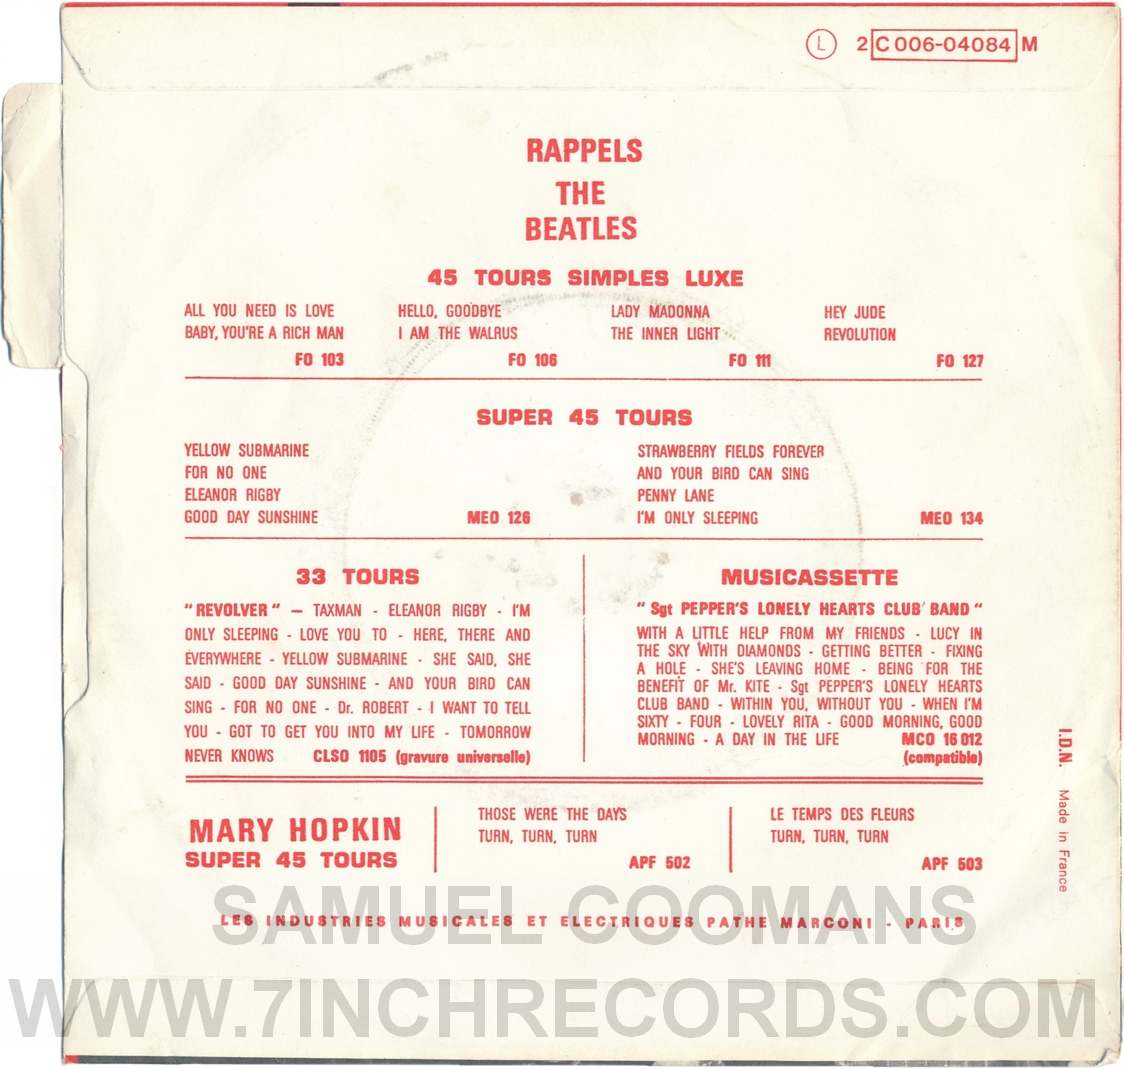 L 2 C 006-04084 M
RAPPELS
THE
BEATLES
45 TOURS SIMPLES LUXE
ALL YOU NEED IS LOVE
BABY, YOU'RE A RICH MAN
FO 103
HELLO, GOODBYE
I AM THE WALRUS
FO 106
LADY MADONNA
THE INNER LIGHT
FO 111
HEY JUDE
REVOLUTION
FO 127
SUPER 45 TOURS
YELLOW SUBMARINE
FOR NO ONE
ELEANOR RIGBY
GOOD DAY SUNSHINE MEO 126
STRAWBERRY FIELDS FOREVER
AND YOUR BIRD CAN SING
PENNY LANE
I'M ONLY SLEEPING MEO 134
33 TOURS
"REVOLVER" – TAXMAN - ELEANOR RIGBY - I'M
ONLY SLEEPING - LOVE YOU TO - HERE, THERE AND
EVERYWHERE - YELLOW SUBMARINE - SHE SAID, SHE
SAID - GOOD DAY SUNSHINE - AND YOUR BIRD CAN
SING - FOR NO ONE - Dr. ROBERT - I WANT TO TELL
YOU - GOT TO GET YOU INTO MY LIFE - TOMORROW
NEVER KNOWS CLSO 1105 (gravure universelle)
MUSICASSETTE
"Sgt PEPPER'S LONELY HEARTS CLUB BAND"
WITH A LITTLE HELP FROM MY FRIENDS - LUCY IN
THE SKY WITH DIAMONDS - GETTING BETTER - FIXING
A HOLE - SHE'S LEAVING HOME - BEING FOR THE
BENEFIT OF Mr. KITE - Sgt PEPPER'S LONELY HEARTS
CLUB BAND - WITHIN YOU, WITHOUT YOU - WHEN I'M
SIXTY - FOUR - LOVELY RITA - GOOD MORNING, GOOD
MORNING - A DAY IN THE LIFE MCO 16 012
(compatible)
MARY HOPKIN
SUPER 45 TOURS
THOSE WERE THE DAYS
TURN, TURN, TURN
APF 502
LE TEMPS DES FLEURS
TURN, TURN, TURN
APF 503
I.D.N. Made in France
LES INDUSTRIES MUSICALES ET ELECTRIQUES PATHE MARCONI - PARIS
SAMUEL COOMANS
WWW.7INCHRECORDS.COM